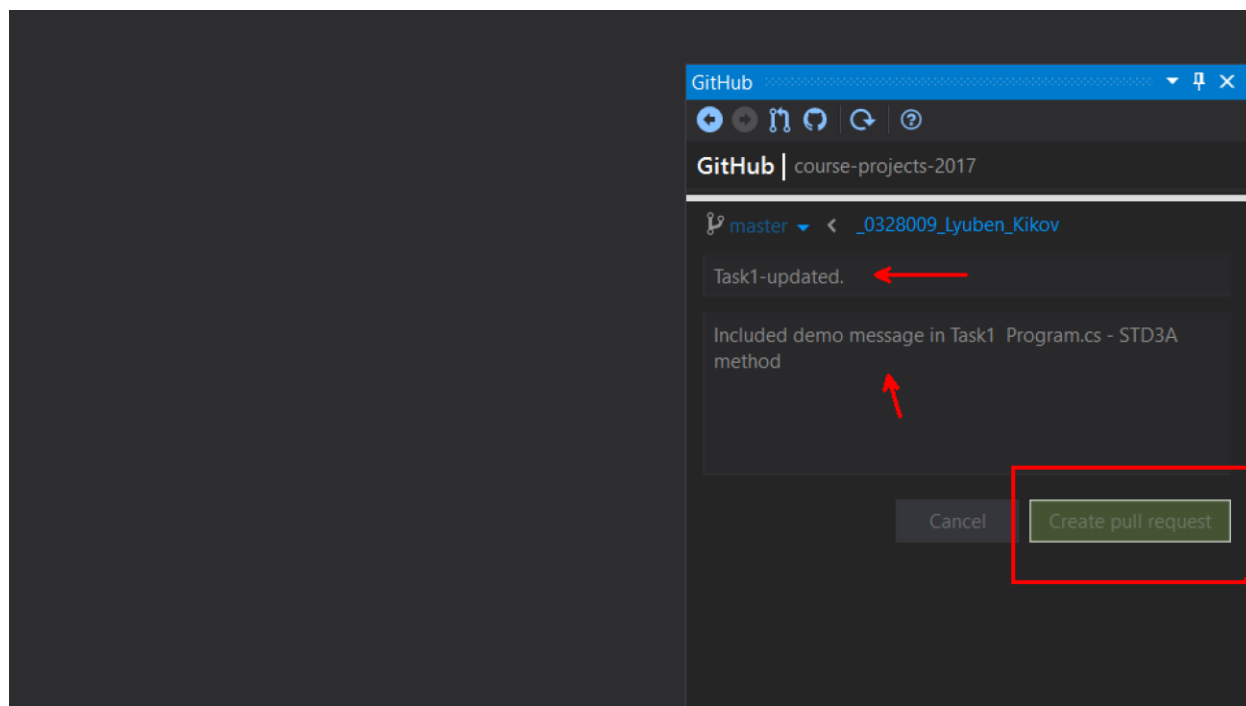 GitHub
GitHub | course-projects-2017
master _0328009_Lyuben_Kikov
Task1-updated.
Included demo message in Task1  Program.cs - STD3A
method
Cancel Create pull request